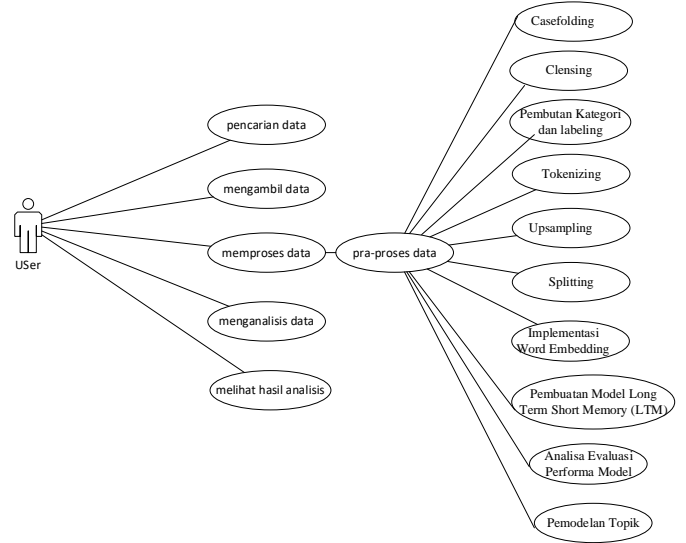 USer
pencarian data
mengambil data
memproses data
menganalisis data
melihat hasil analisis
pra-proses data
Casefolding
Clensing
Pembutan Kategori
dan labeling
Tokenizing
Upsampling
Splitting
Implementasi
Word Embedding
Pembuatan Model Long
Term Short Memory (LTM)
Analisa Evaluasi
Performa Model
Pemodelan Topik